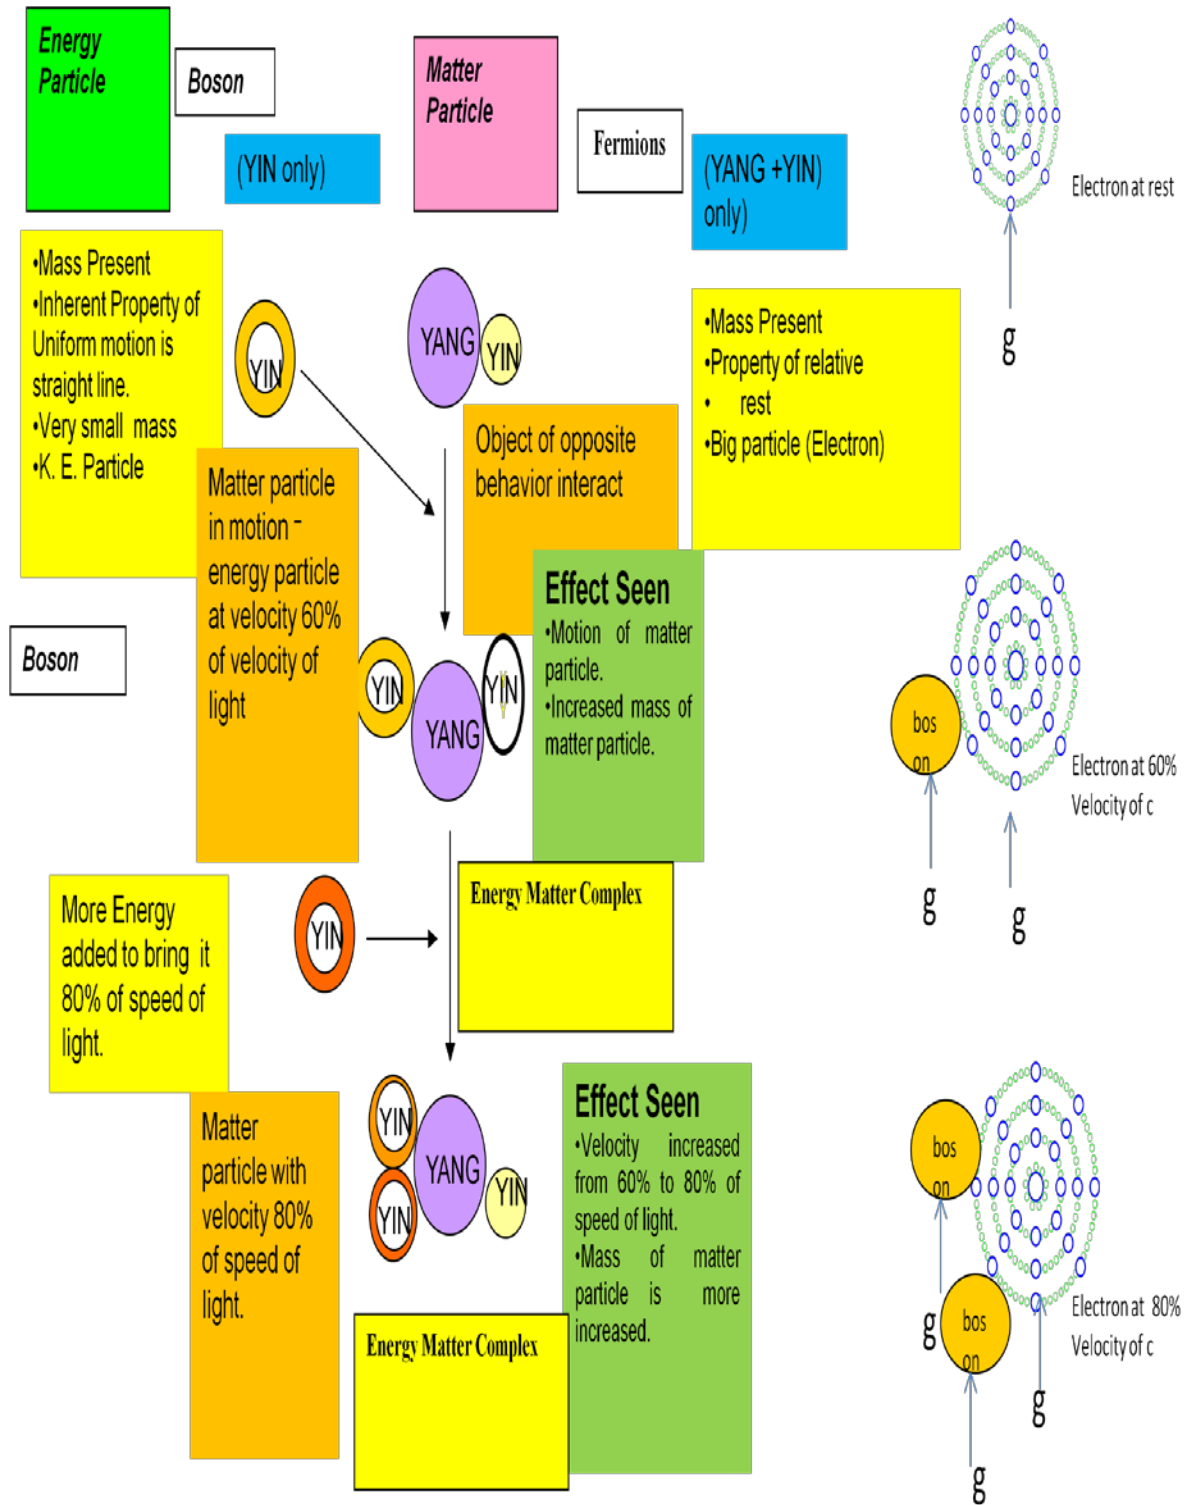 Energy
Particle
Boson
(YIN only)
Matter
Particle
Fermions
(YANG +YIN)
only)
Electron at rest
g
•Mass Present
•Inherent Property of
Uniform motion is
straight line.
•Very small mass
•K. E. Particle
YIN
YANG
YIN
•Mass Present
•Property of relative
• rest
•Big particle (Electron)
Object of opposite
behavior interact
Matter particle
in motion –
energy particle
at velocity 60%
of velocity of
light
Boson
YIN
YANG
YIN
Effect Seen
•Motion of matter
particle.
•Increased mass of
matter particle.
bos
on
Electron at 60%
Velocity of c
g
g
More Energy
added to bring it
80% of speed of
light.
YIN
Energy Matter Complex
Matter
particle with
velocity 80%
of speed of
light.
YIN
YIN
YANG
YIN
Effect Seen
•Velocity increased
from 60% to 80% of
speed of light.
•Mass of matter
particle is more
increased.
Energy Matter Complex
bos
on
g
bos
on
g
g
Electron at 80%
Velocity of c